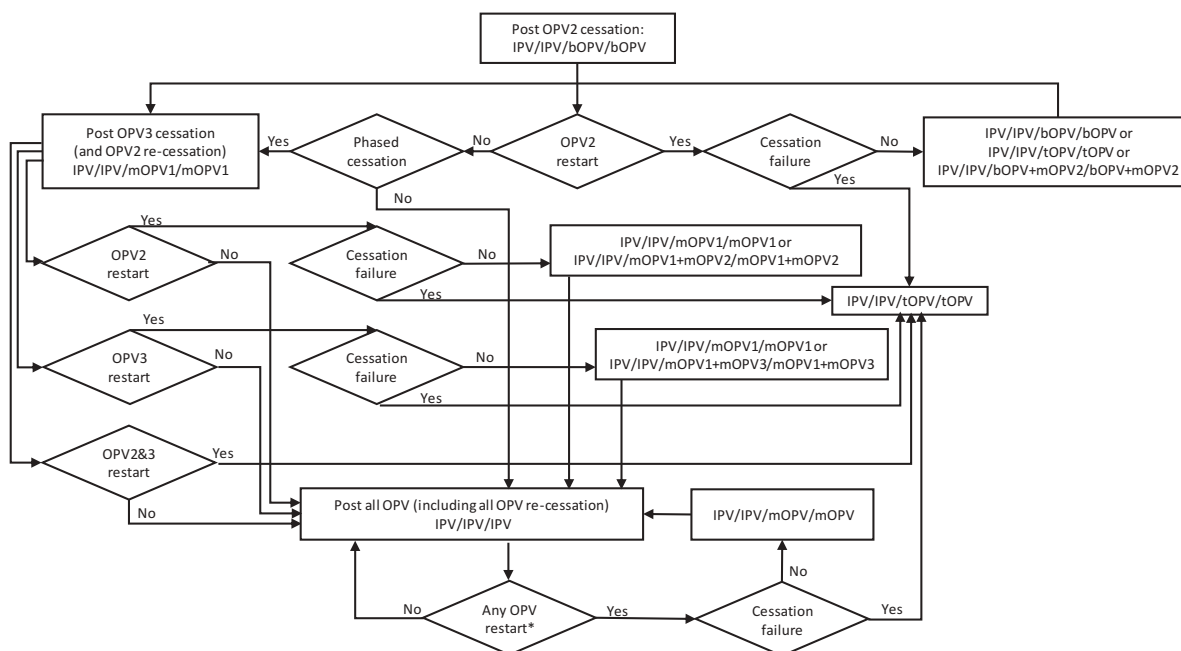 Post OPV2 cessation:
IPV/IPV/bOPV/bOPV
Post OPV3 cessation
(and OPV2 re-cessation)
IPV/IPV/mOPV1/mOPV1
Yes
Phased
cessation
No
OPV2
restart
Yes
Cessation
failure
No
IPV/IPV/bOPV/bOPV or
IPV/IPV/tOPV/tOPV or
IPV/IPV/bOPV+mOPV2/bOPV+mOPV2
Yes
No
Yes
OPV2
restart
No
Cessation
failure
No
IPV/IPV/mOPV1/mOPV1 or
IPV/IPV/mOPV1+mOPV2/mOPV1+mOPV2
Yes
IPV/IPV/tOPV/tOPV
Yes
OPV3
restart
No
Cessation
failure
No
IPV/IPV/mOPV1/mOPV1 or
IPV/IPV/mOPV1+mOPV3/mOPV1+mOPV3
Yes
OPV2&3
restart
Yes
No
Post all OPV (including all OPV re-cessation)
IPV/IPV/IPV
IPV/IPV/mOPV/mOPV
No
No
Any OPV
restart*
Yes
Cessation
failure
Yes